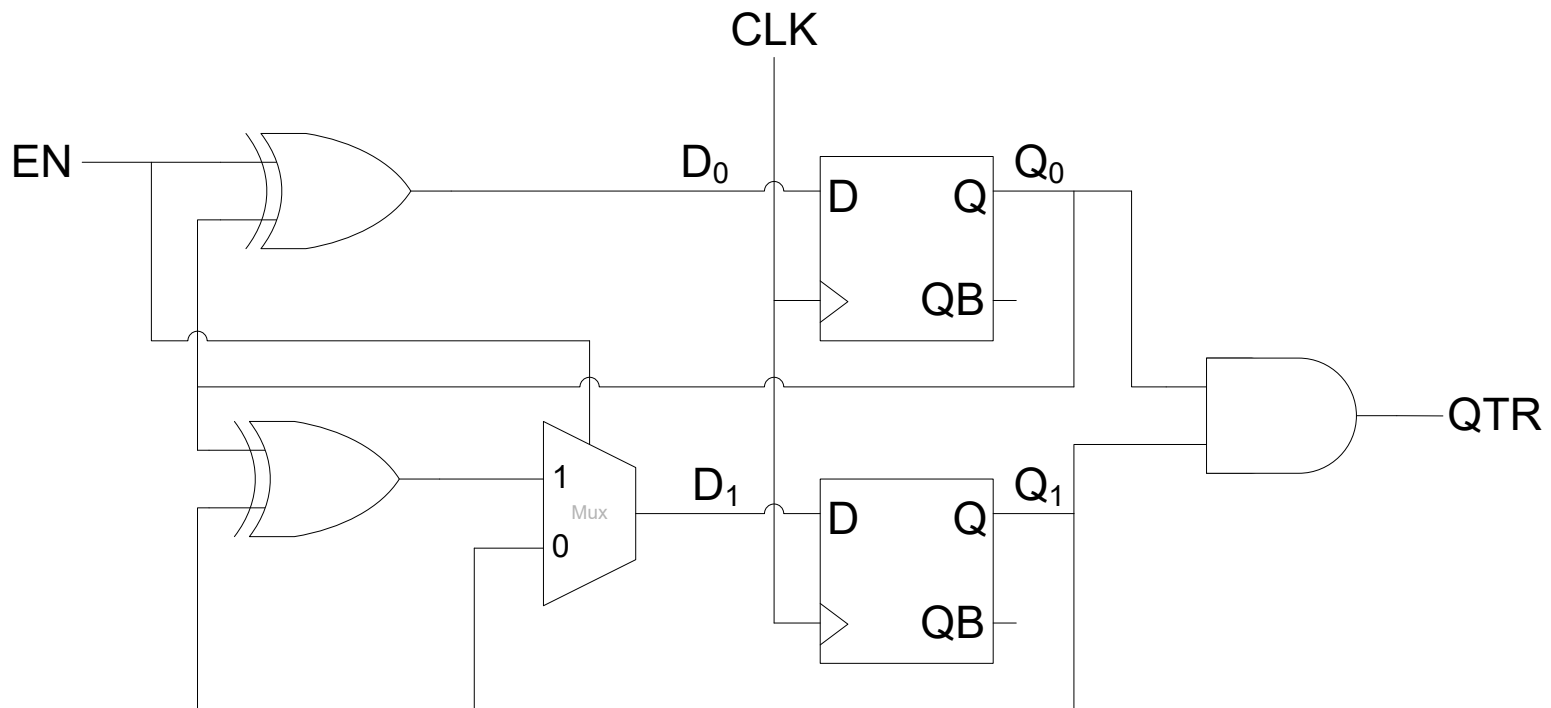 CLK
EN
D₀
Q₀
D
Q
QB
QTR
1
D₁
Q₁
Mux
0
D
Q
QB